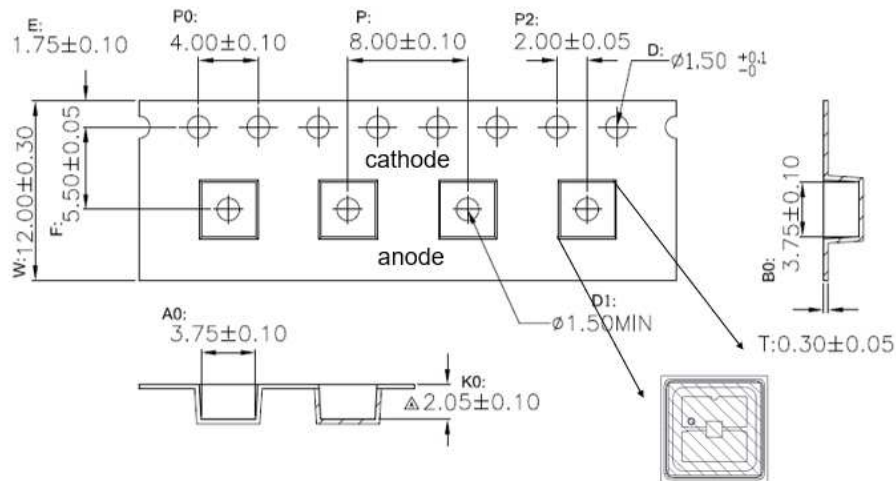 E:
1.75±0.10
P0:
4.00±0.10
P:
8.00±0.10
P2:
2.00±0.05
D:
⌀1.50 +0.1 -0
W:
12.00±0.30
F:
5.50±0.05
cathode
anode
B0:
3.75±0.10
D1:
⌀1.50MIN
T:0.30±0.05
A0:
3.75±0.10
K0:
2.05±0.10